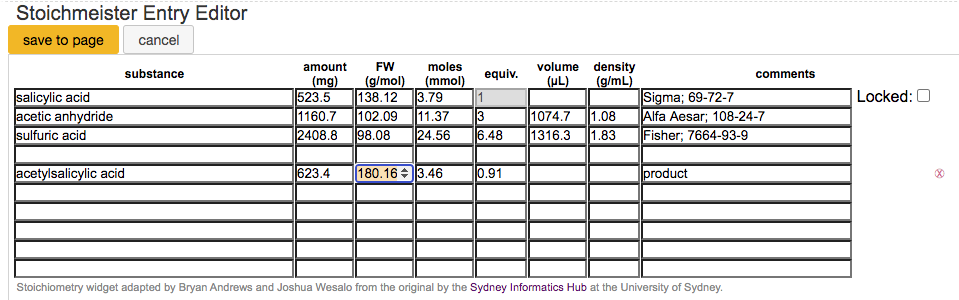 Stoichmeister Entry Editor
save to page cancel
substance amount (mg) FW (g/mol) moles (mmol) equiv. volume (µL) density (g/mL) comments
salicylic acid 523.5 138.12 3.79 1 Sigma; 69-72-7 Locked:
acetic anhydride 1160.7 102.09 11.37 3 1074.7 1.08 Alfa Aesar; 108-24-7
sulfuric acid 2408.8 98.08 24.56 6.48 1316.3 1.83 Fisher; 7664-93-9
acetylsalicylic acid 623.4 180.16 3.46 0.91 product
Stoichiometry widget adapted by Bryan Andrews and Joshua Wesalo from the original by the Sydney Informatics Hub at the University of Sydney.